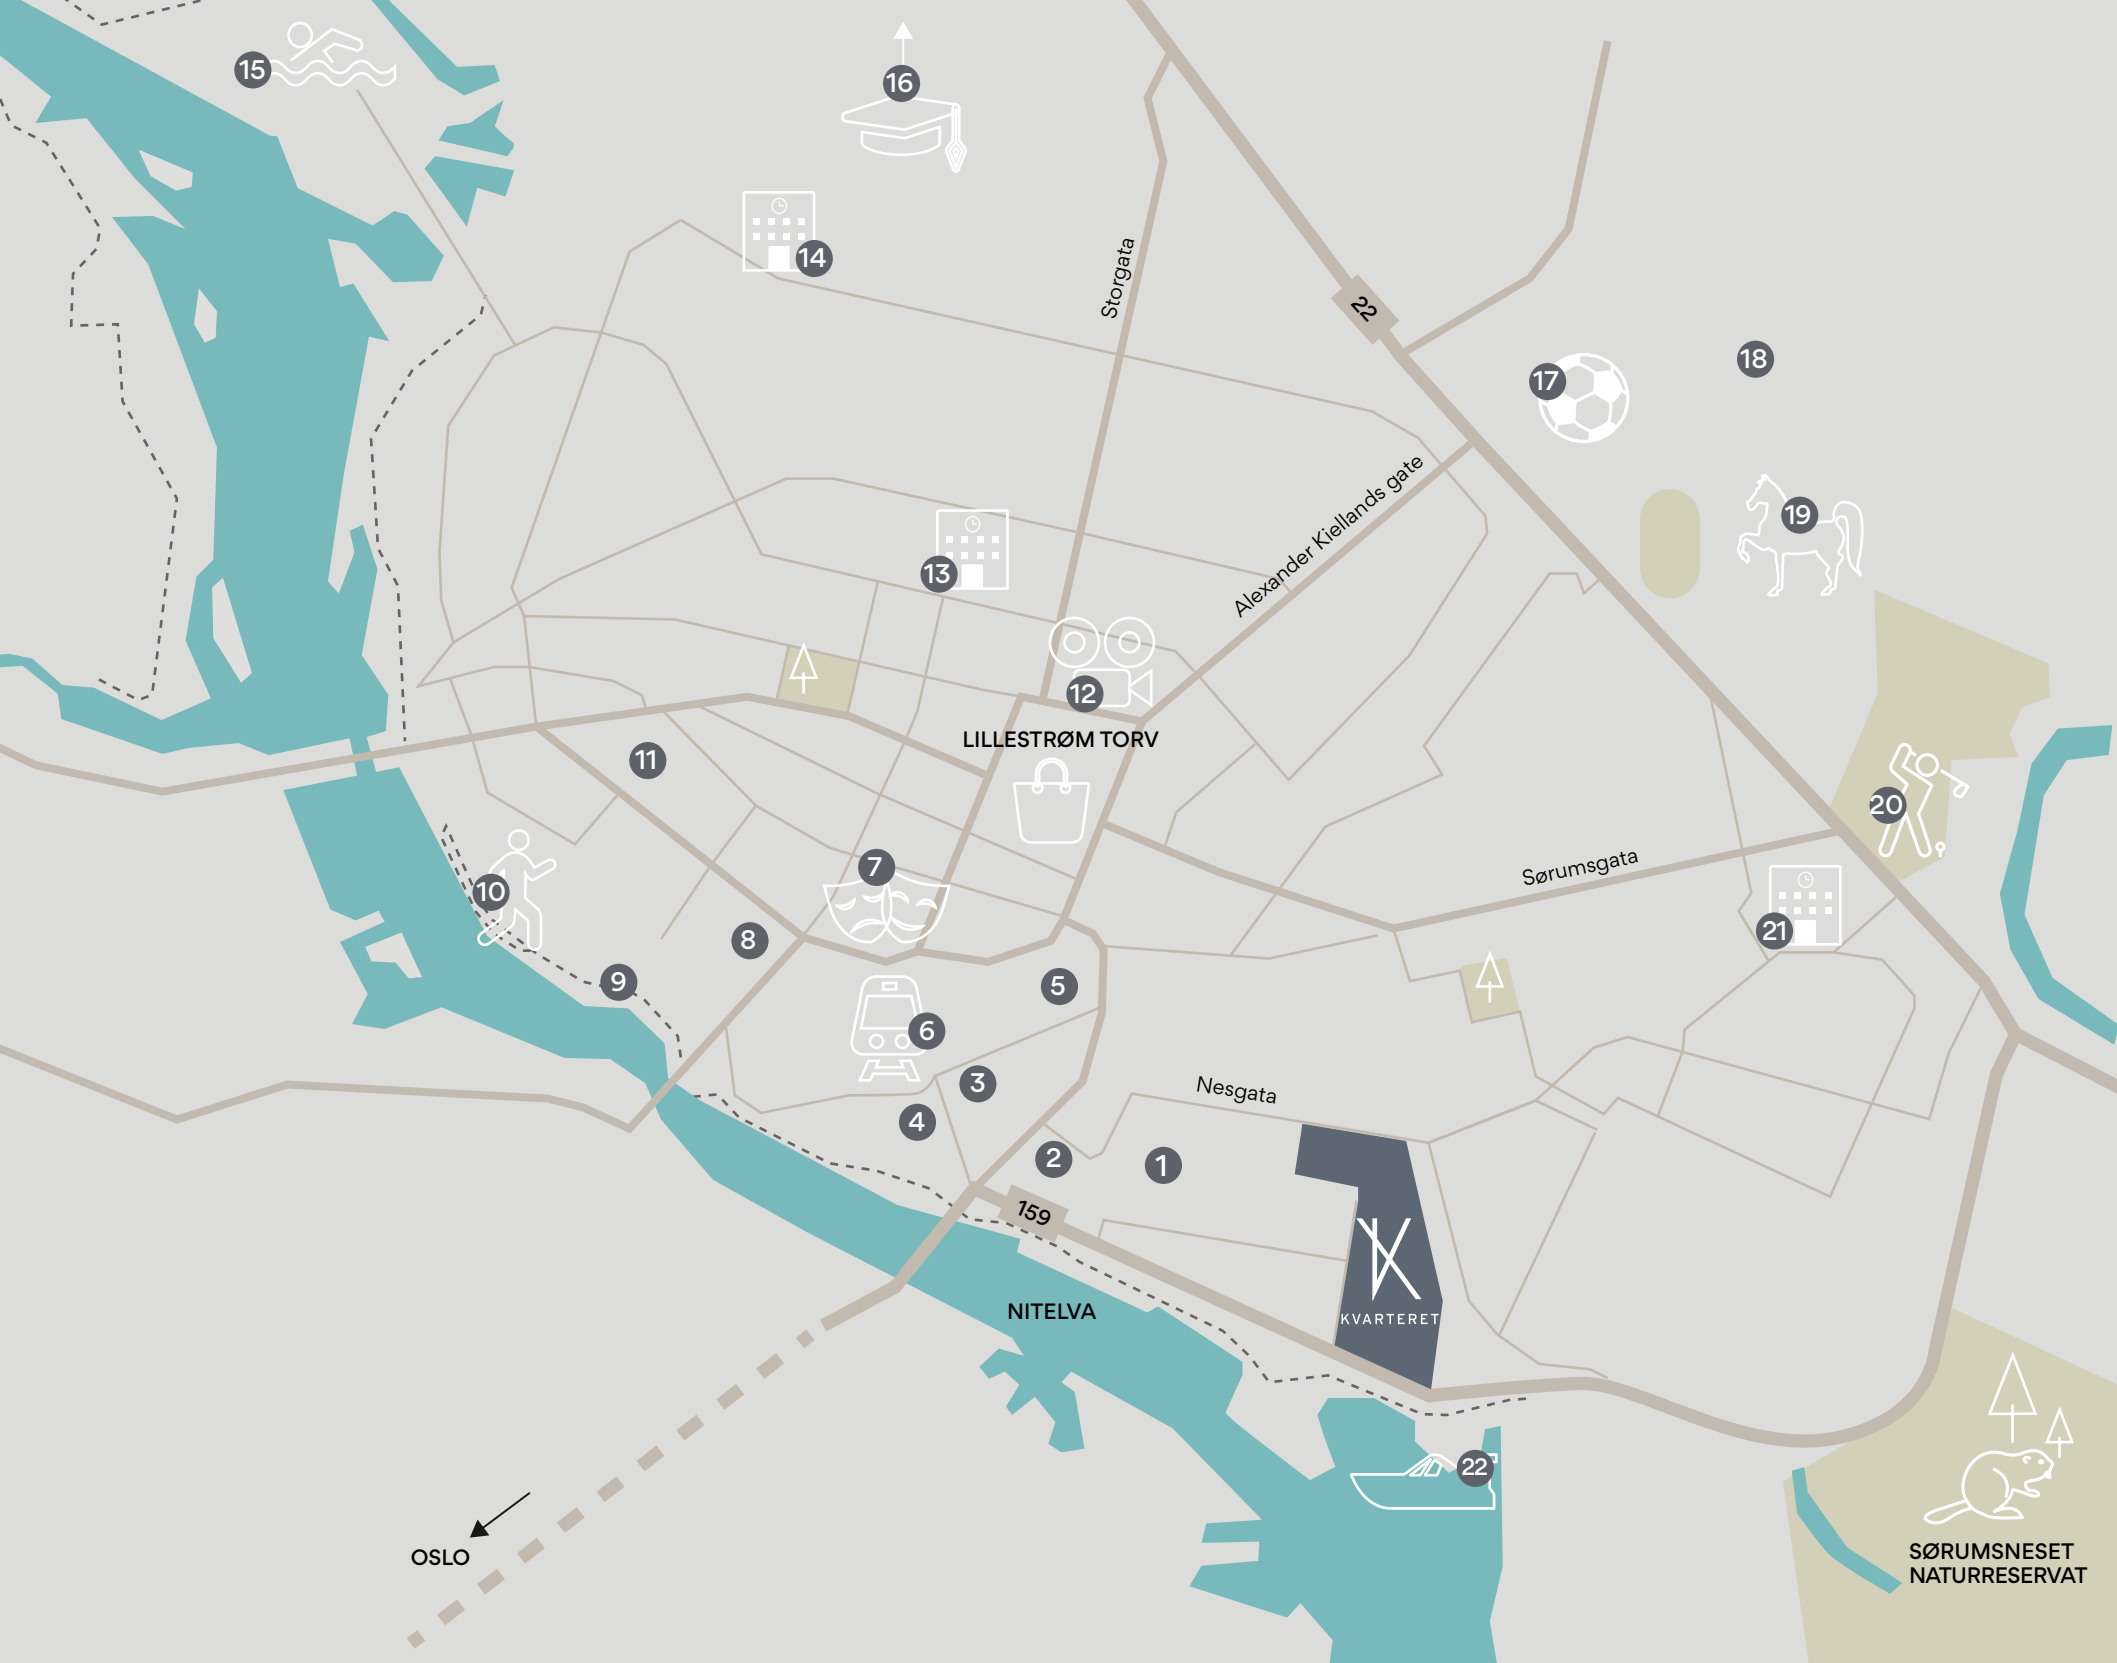 15
16
14
Storgata
22
17
18
19
Alexander Kiellands gate
13
12
LILLESTRØM TORV
11
20
Sørumsgata
7
10
8
21
9
5
6
3
Nesgata
4
2
1
159
KVARTERET
NITELVA
22
OSLO
SØRUMSNESET
NATURRESERVAT